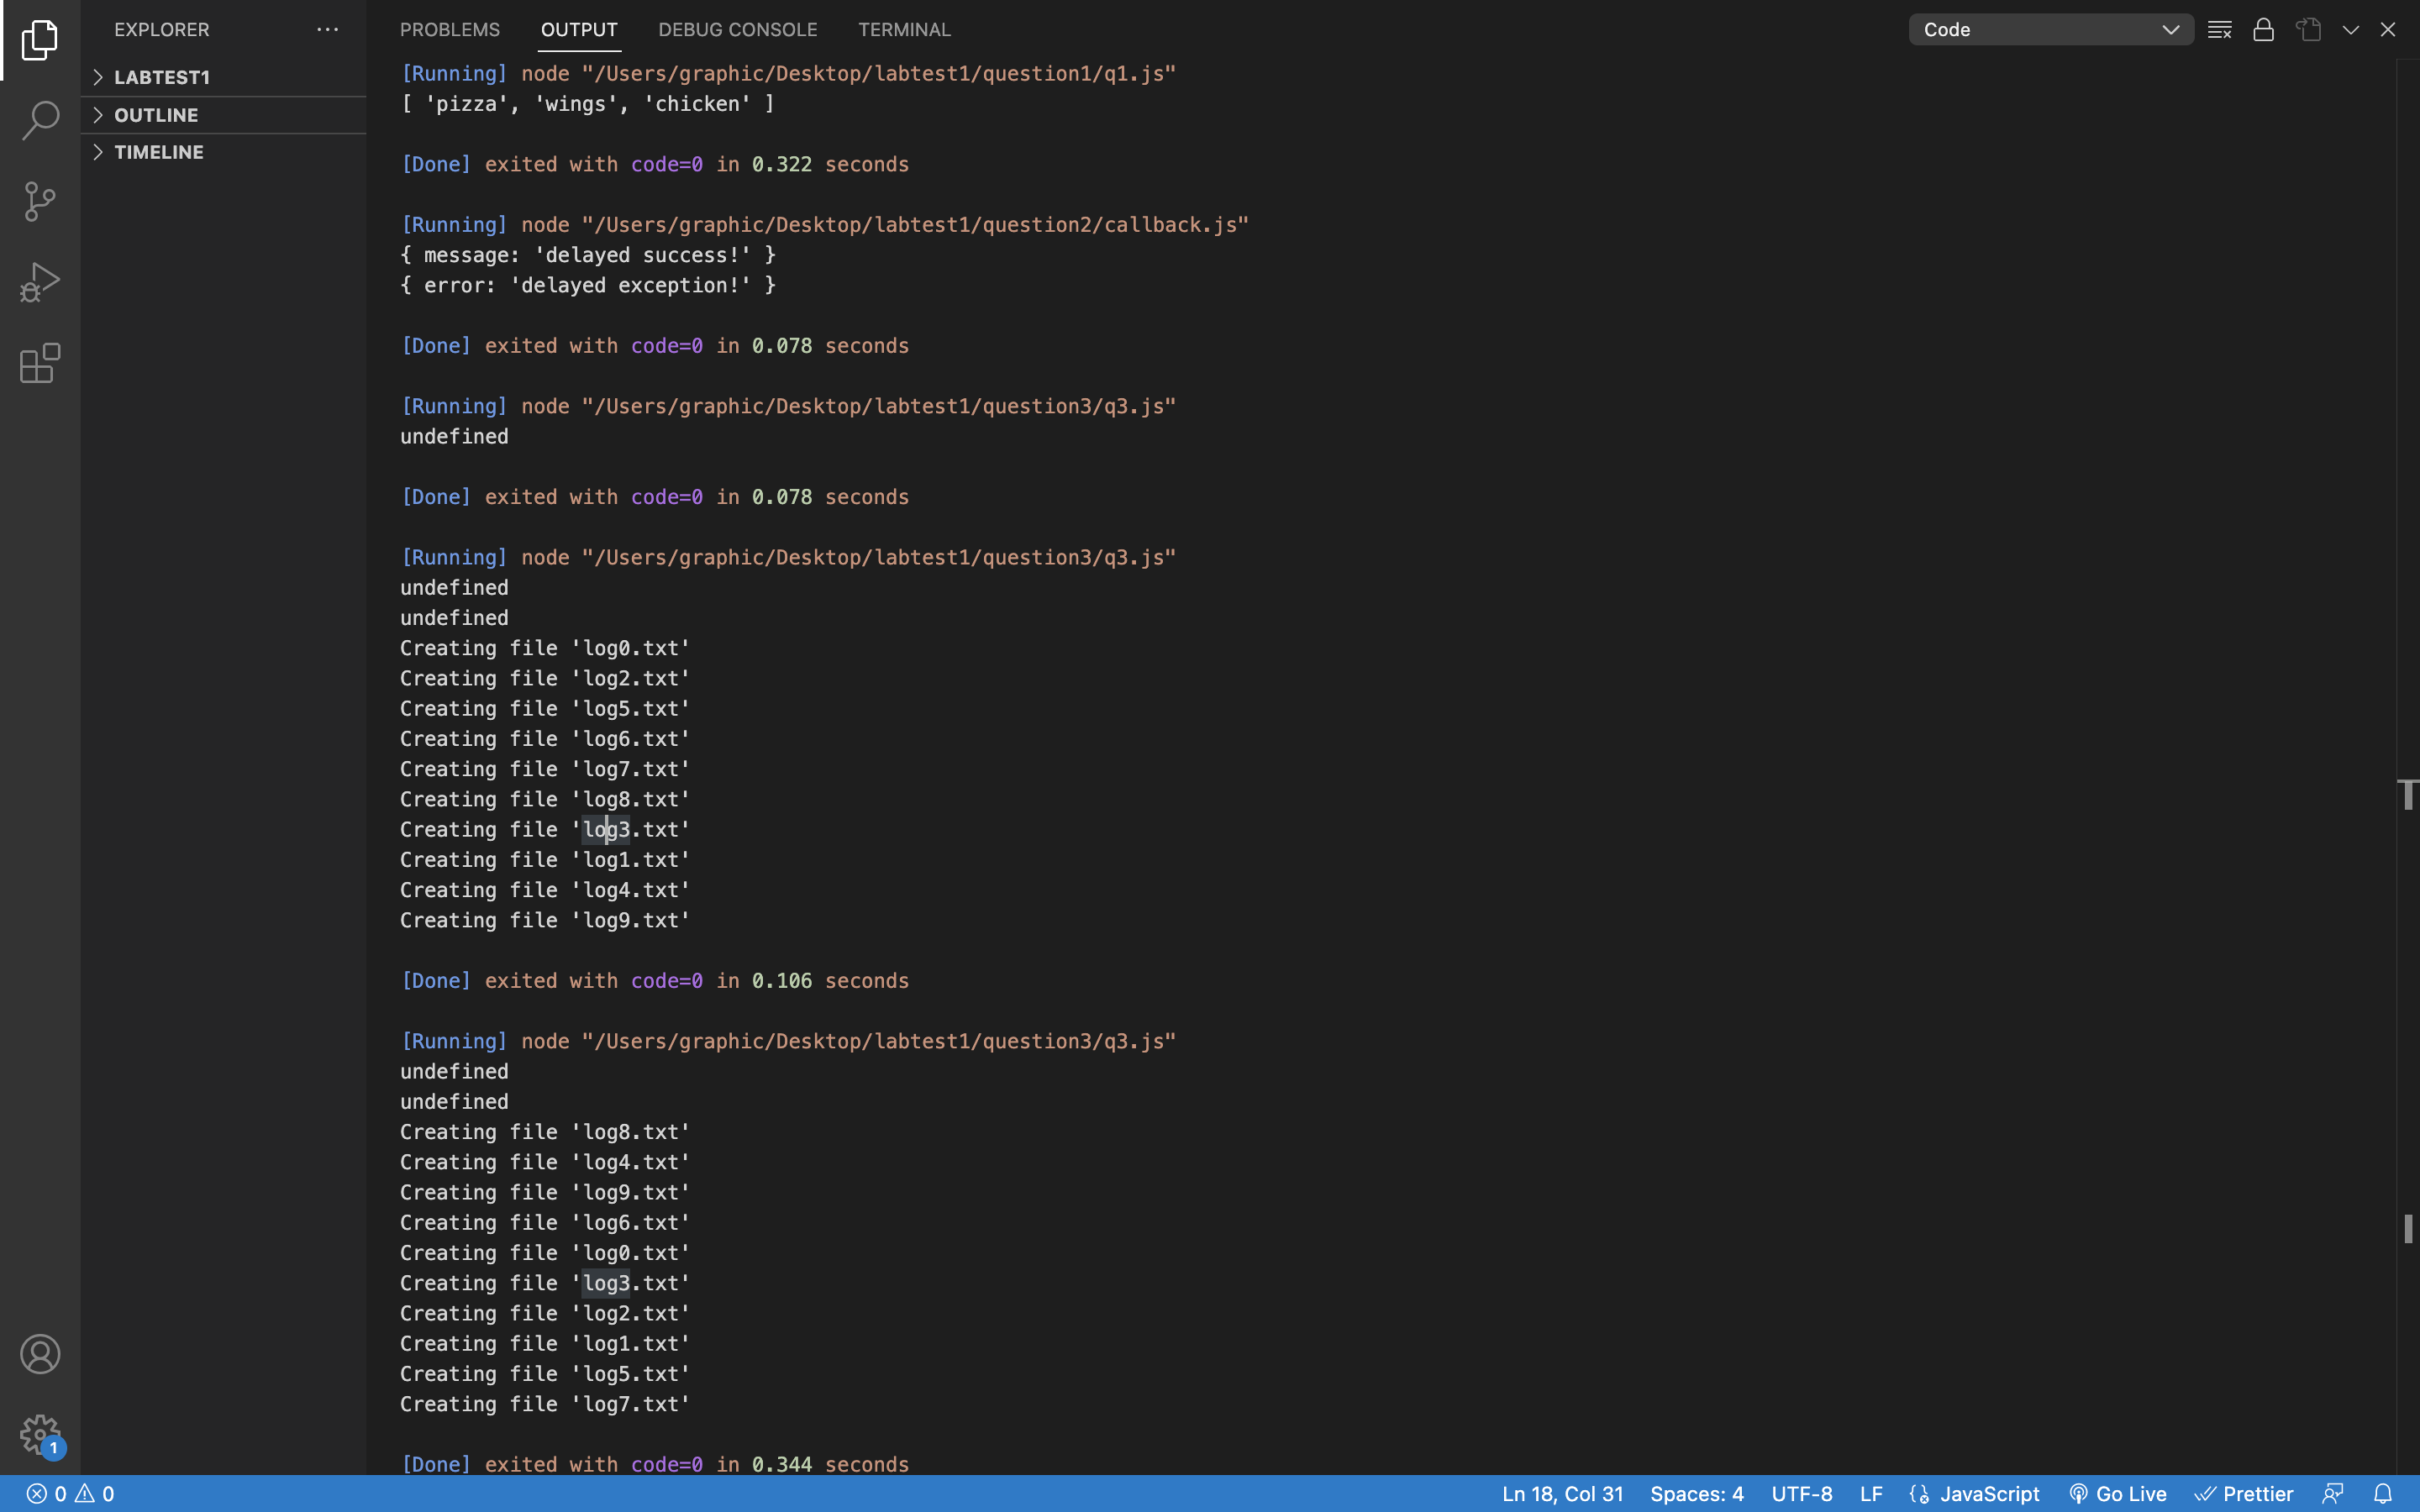 EXPLORER
LABTEST1
OUTLINE
TIMELINE
PROBLEMS OUTPUT DEBUG CONSOLE TERMINAL
Code
[Running] node "/Users/graphic/Desktop/labtest1/question1/q1.js"
[ 'pizza', 'wings', 'chicken' ]
[Done] exited with code=0 in 0.322 seconds
[Running] node "/Users/graphic/Desktop/labtest1/question2/callback.js"
{ message: 'delayed success!' }
{ error: 'delayed exception!' }
[Done] exited with code=0 in 0.078 seconds
[Running] node "/Users/graphic/Desktop/labtest1/question3/q3.js"
undefined
[Done] exited with code=0 in 0.078 seconds
[Running] node "/Users/graphic/Desktop/labtest1/question3/q3.js"
undefined
undefined
Creating file 'log0.txt'
Creating file 'log2.txt'
Creating file 'log5.txt'
Creating file 'log6.txt'
Creating file 'log7.txt'
Creating file 'log8.txt'
Creating file 'log3.txt'
Creating file 'log1.txt'
Creating file 'log4.txt'
Creating file 'log9.txt'
[Done] exited with code=0 in 0.106 seconds
[Running] node "/Users/graphic/Desktop/labtest1/question3/q3.js"
undefined
undefined
Creating file 'log8.txt'
Creating file 'log4.txt'
Creating file 'log9.txt'
Creating file 'log6.txt'
Creating file 'log0.txt'
Creating file 'log3.txt'
Creating file 'log2.txt'
Creating file 'log1.txt'
Creating file 'log5.txt'
Creating file 'log7.txt'
[Done] exited with code=0 in 0.344 seconds
1
0 0 Ln 18, Col 31 Spaces: 4 UTF-8 LF JavaScript Go Live Prettier